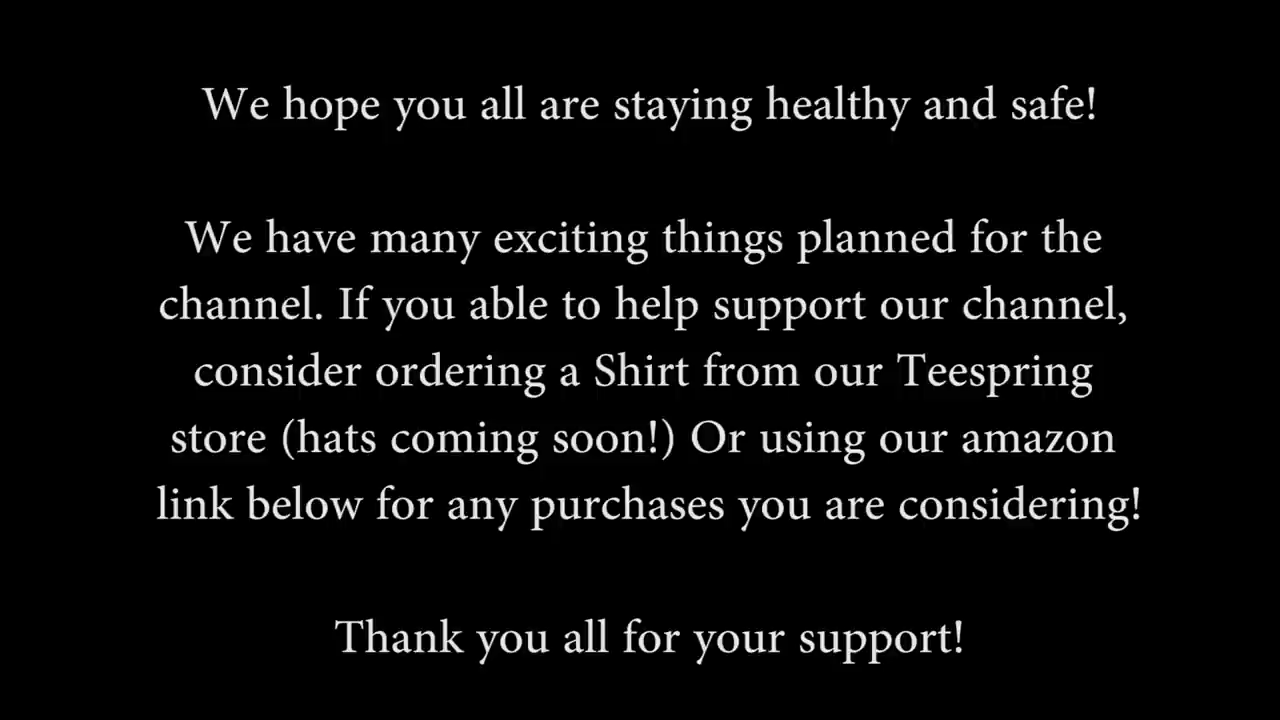 We hope you all are staying healthy and safe!
We have many exciting things planned for the
channel. If you able to help support our channel,
consider ordering a Shirt from our Teespring
store (hats coming soon!) Or using our amazon
link below for any purchases you are considering!
Thank you all for your support!